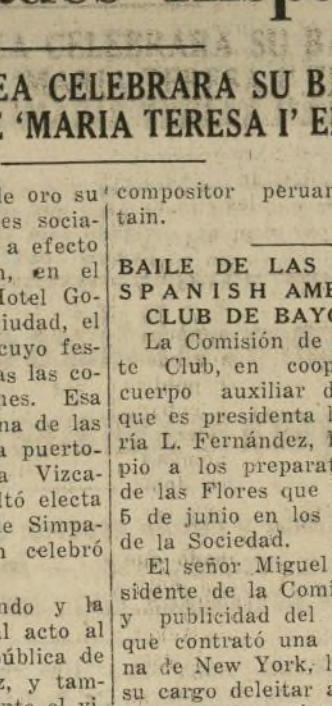 EA CELEBRARA SU B
E 'MARIA TERESA I' E
de oro su
es socia-
a efecto
n, en el
Hotel Go-
iudad, el
cuyo fes-
as las co-
nes. Esa
na de las
a puerto-
a Vizca-
ltó electa
e Simpa-
n celebró
ndo y la
al acto al
pública de
z, y tam-
compositor peruan
tain.
BAILE DE LAS
SPANISH AME
CLUB DE BAYO
La Comisión de
te Club, en coop
cuerpo auxiliar d
que es presidenta l
ría L. Fernández,
pio a los preparat
de las Flores que
5 de junio en los
de la Sociedad.
El señor Miguel
sidente de la Comi
y publicidad del
que contrató una
na de New York, l
su cargo deleitar a